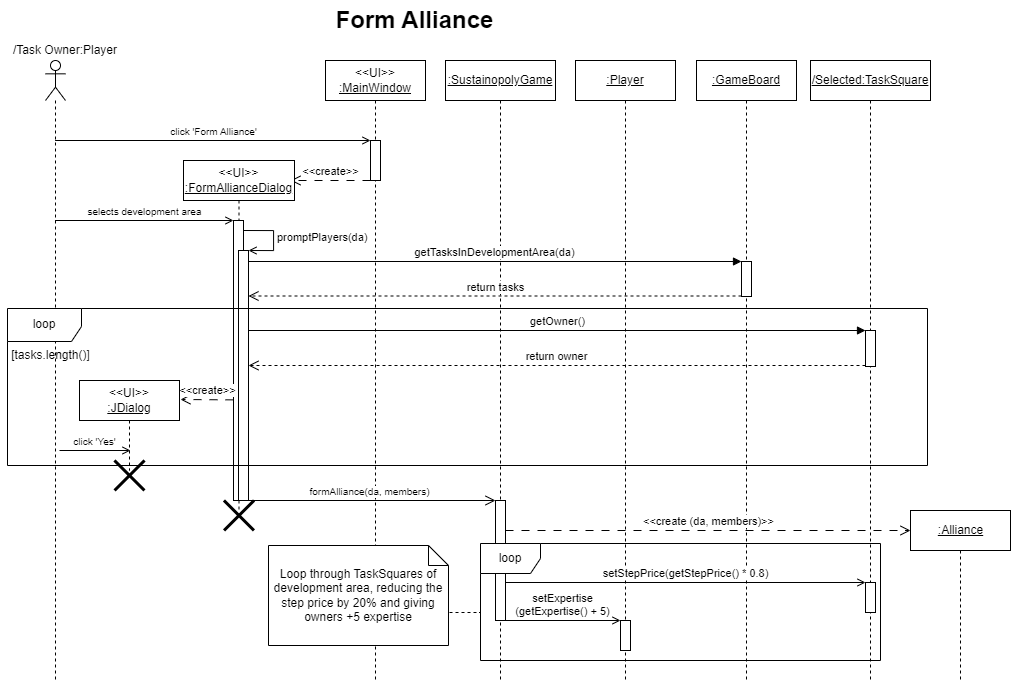 Form Alliance
/Task Owner:Player
<<UI>>
:MainWindow
:SustainopolyGame
:Player
:GameBoard
/Selected:TaskSquare
click 'Form Alliance'
<<UI>>
:FormAllianceDialog
<<create>>
selects development area
promptPlayers(da)
getTasksInDevelopmentArea(da)
return tasks
loop
[tasks.length()]
getOwner()
return owner
<<UI>>
:JDialog
<<create>>
click 'Yes'
formAlliance(da, members)
<<create (da, members)>>
:Alliance
loop
Loop through TaskSquares of
development area, reducing the
step price by 20% and giving
owners +5 expertise
setStepPrice(getStepPrice() * 0.8)
setExpertise
(getExpertise() + 5)